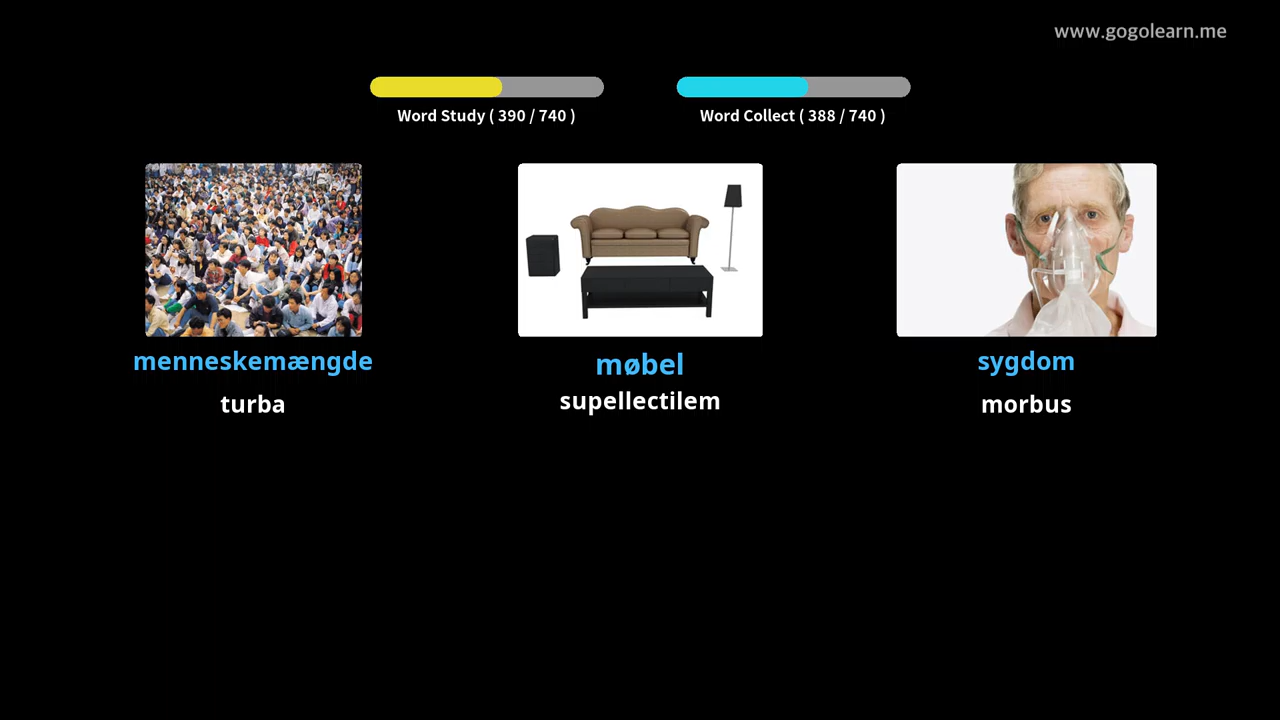 www.gogolearn.me
Word Study ( 390 / 740 )
Word Collect ( 388 / 740 )
menneskemængde
møbel
sygdom
turba
supellectilem
morbus